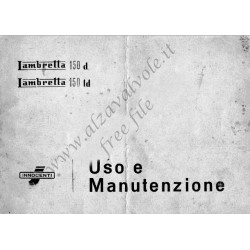 Lambretta 150 d
Lambretta 150 ld
www.alzavalvole.it
free file
INNOCENTI
Uso e
Manutenzione